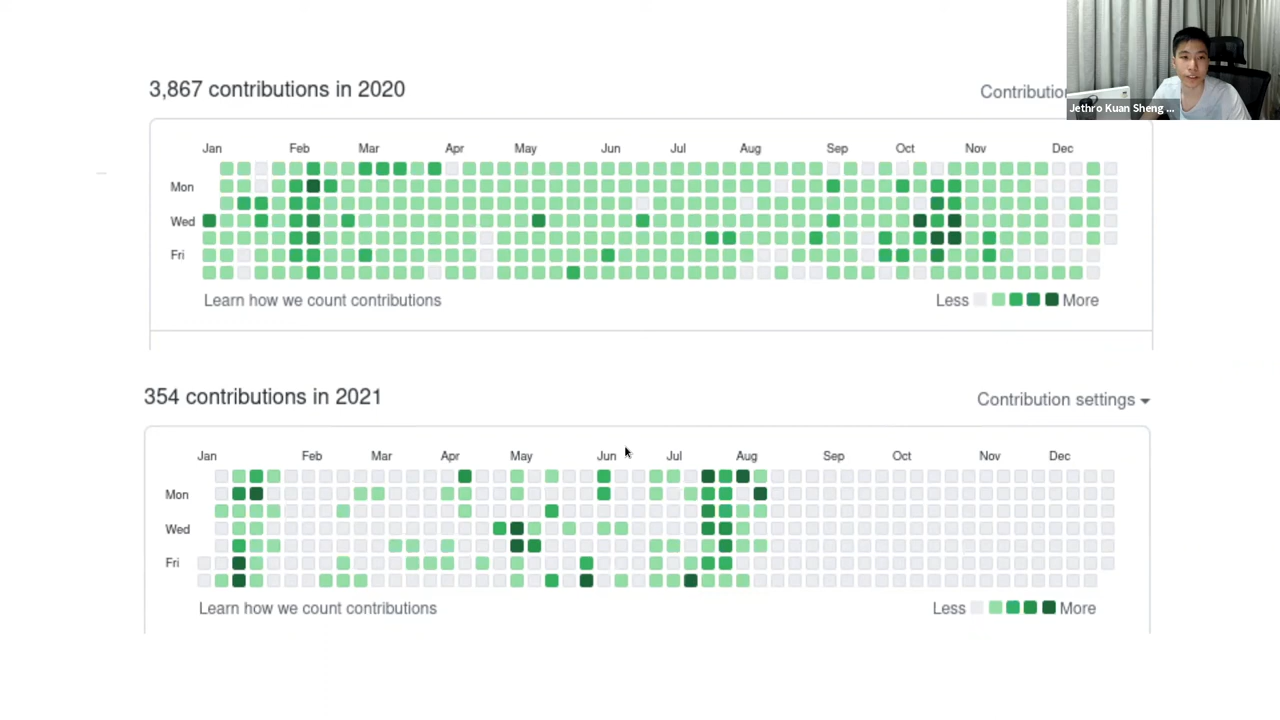 3,867 contributions in 2020
Contributio
Jethro Kuan Sheng ...
Jan Feb Mar Apr May Jun Jul Aug Sep Oct Nov Dec
Mon
Wed
Fri
Learn how we count contributions
Less More
354 contributions in 2021
Contribution settings
Jan Feb Mar Apr May Jun Jul Aug Sep Oct Nov Dec
Mon
Wed
Fri
Learn how we count contributions
Less More